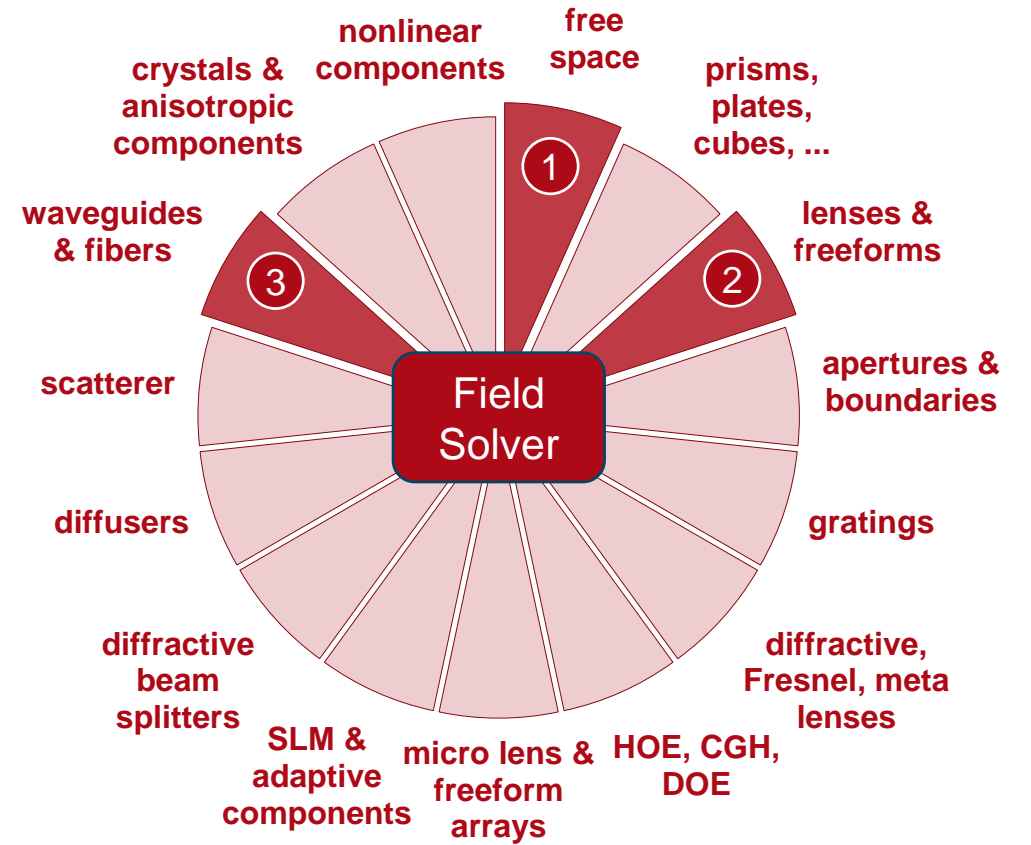 free
space
1
prisms,
plates,
cubes, ...
lenses &
freeforms
2
apertures &
boundaries
gratings
diffractive,
Fresnel, meta
lenses
HOE, CGH,
DOE
micro lens &
freeform
arrays
SLM &
adaptive
components
diffractive
beam
splitters
diffusers
scatterer
waveguides
& fibers
3
crystals &
anisotropic
components
nonlinear
components
Field
Solver